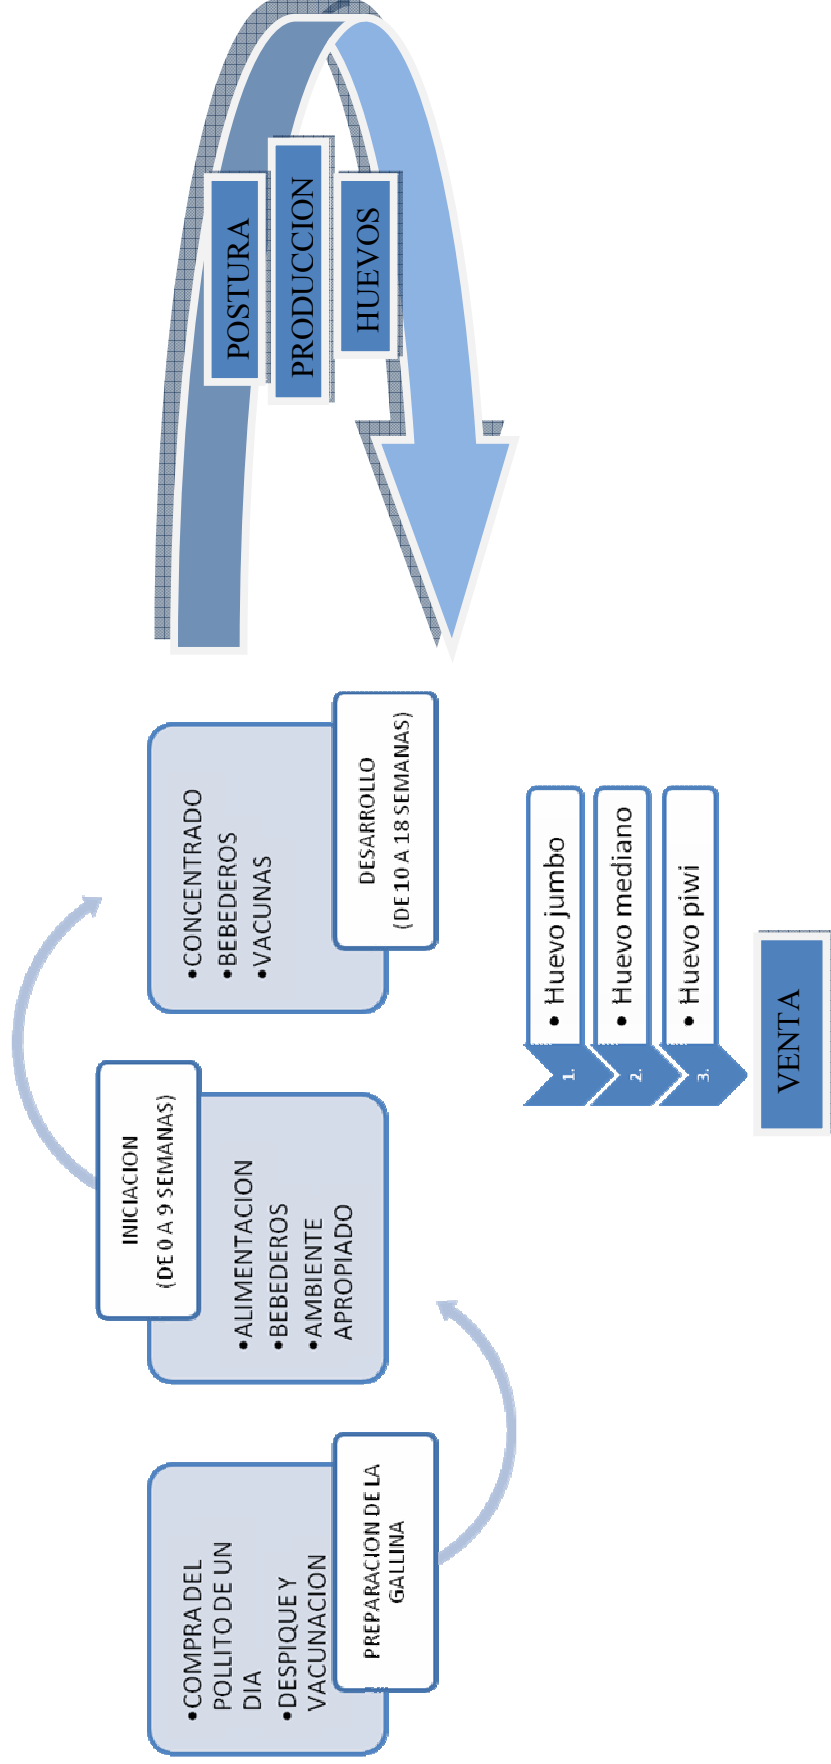 •COMPRA DEL
POLLITO DE UN
DIA
•DESPIQUE Y
VACUNACION
PREPARACION DE LA
GALLINA
INICIACION
(DE 0 A 9 SEMANAS)
•ALIMENTACION
•BEBEDEROS
•AMBIENTE
APROPIADO
•CONCENTRADO
•BEBEDEROS
•VACUNAS
DESARROLLO
(DE 10 A 18 SEMANAS)
POSTURA
PRODUCCION
HUEVOS
1.
• Huevo jumbo
2.
• Huevo mediano
3.
• Huevo piwi
VENTA